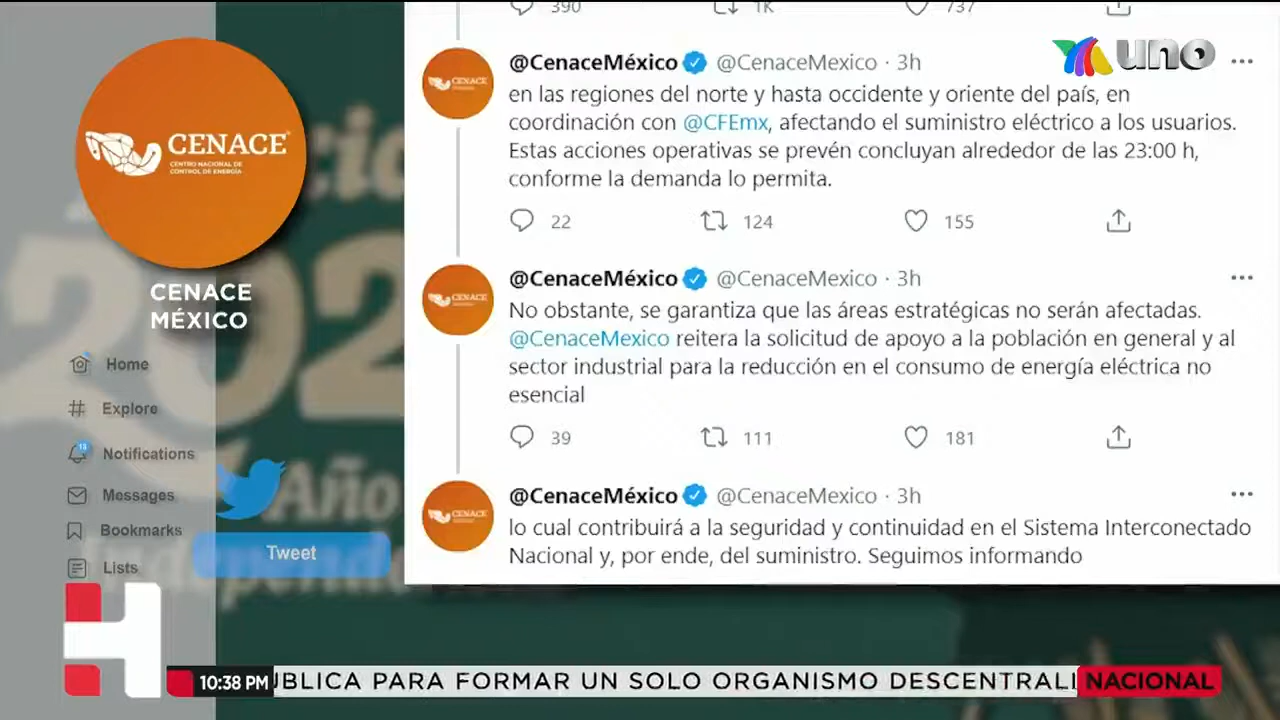 390 1K 737
uno
@CenaceMéxico @CenaceMexico · 3h
en las regiones del norte y hasta occidente y oriente del país, en
coordinación con @CFEmx, afectando el suministro eléctrico a los usuarios.
Estas acciones operativas se prevén concluyan alrededor de las 23:00 h,
conforme la demanda lo permita.
22 124 155
@CenaceMéxico @CenaceMexico · 3h
No obstante, se garantiza que las áreas estratégicas no serán afectadas.
@CenaceMexico reitera la solicitud de apoyo a la población en general y al
sector industrial para la reducción en el consumo de energía eléctrica no
esencial
39 111 181
@CenaceMéxico @CenaceMexico · 3h
lo cual contribuirá a la seguridad y continuidad en el Sistema Interconectado
Nacional y, por ende, del suministro. Seguimos informando
CENACE
CENTRO NACIONAL DE
CONTROL DE ENERGÍA
CENACE
MÉXICO
Home
Explore
Notifications
Messages
Bookmarks
Lists
Tweet
Año
10:38 PM
ÚBLICA PARA FORMAR UN SOLO ORGANISMO DESCENTRALI
NACIONAL